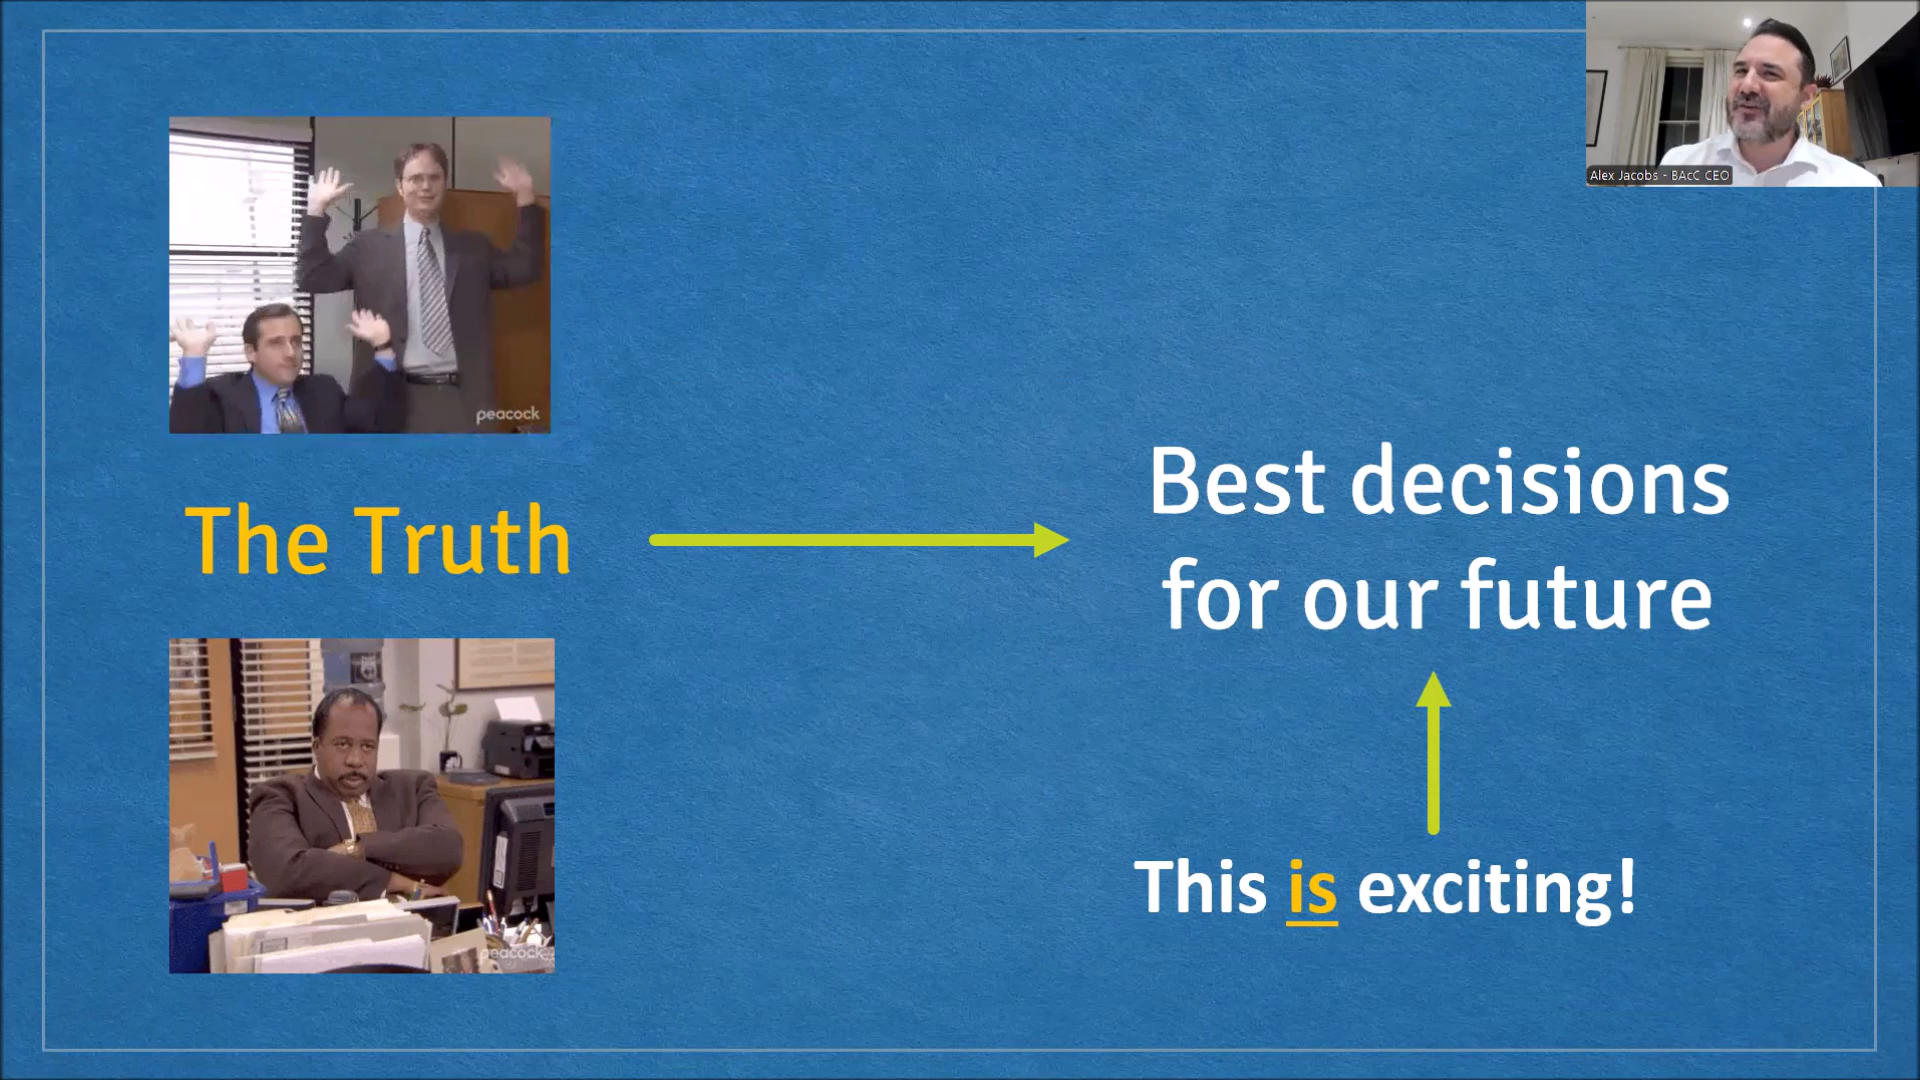 Alex Jacobs - BAcC CEO
peacock
The Truth
Best decisions
for our future
peacock
This is exciting!